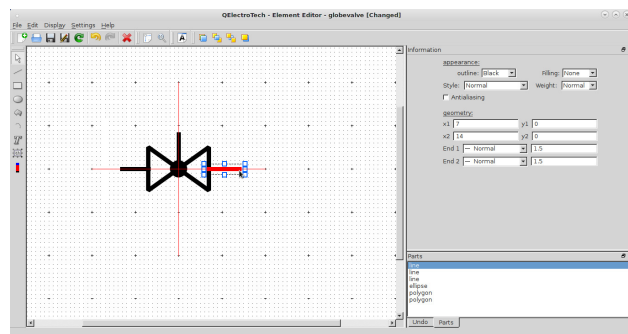 QElectroTech - Element Editor - globevalve [Changed]
File Edit Display Settings Help
Information
appearance:
outline: Black Filling: None
Style: Normal Weight: Normal
Antialiasing
geometry:
x1 7 y1 0
x2 14 y2 0
End 1 Normal 1.5
End 2 Normal 1.5
Parts
line
line
line
ellipse
polygon
polygon
Undo Parts